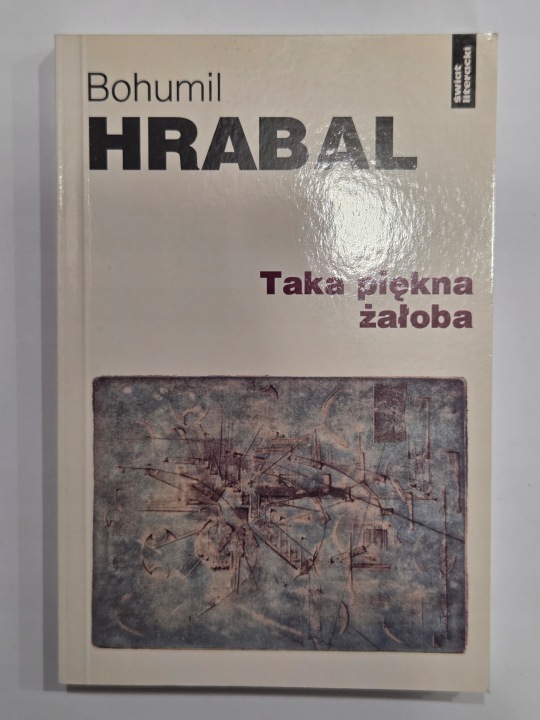 Bohumil
HRABAL
świat
literacki
Taka piękna
żałoba